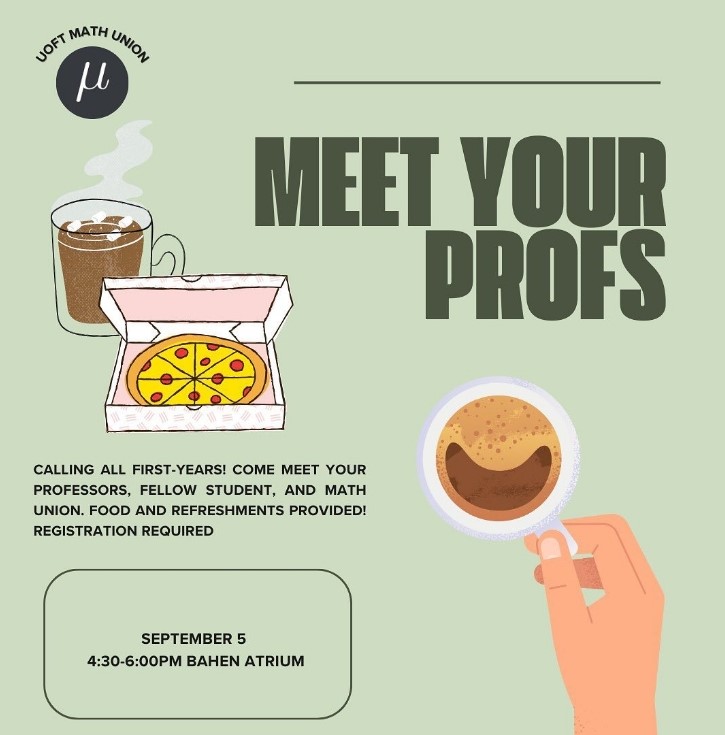 UOFT MATH UNION
μ
MEET YOUR
PROFS
CALLING ALL FIRST-YEARS! COME MEET YOUR
PROFESSORS, FELLOW STUDENT, AND MATH
UNION. FOOD AND REFRESHMENTS PROVIDED!
REGISTRATION REQUIRED
SEPTEMBER 5
4:30-6:00PM BAHEN ATRIUM